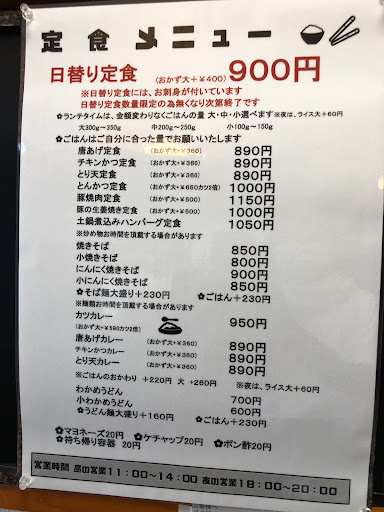 定食メニュー
日替り定食 (おかず大+￥400) 900円
※日替り定食には、お刺身が付いています
日替り定食数量限定の為無くなり次第終了です
✿ランチタイムは、金額変わりなくごはんの量 大・中・小選べます※夜は、ライス大+60円
大300g~350g 中200g~250g 小100g~150g
✿ごはんはご自分に合った量でお願いいたします
唐あげ定食 (おかず大+￥360) 890円
チキンかつ定食 (おかず大+￥360) 890円
とり天定食 (おかず大+￥360) 890円
とんかつ定食 (おかず大+￥660カツ2倍) 1000円
豚焼肉定食 (おかず大+￥500) 1150円
豚の生姜焼き定食 (おかず大+￥500) 1000円
土鍋煮込みハンバーグ定食 1050円
※炒め物お時間を頂戴する場合があります
焼きそば 850円
小焼きそば 800円
にんにく焼きそば 900円
小にんにく焼きそば 850円
✿そば麺大盛り+230円 ✿ごはん+230円
※麺類お時間を頂戴する場合があります
カツカレー 950円
(おかず大+￥590カツ2倍)
唐あげカレー (おかず大+￥360) 890円
チキンかつカレー (おかず大+￥360) 890円
とり天カレー (おかず大+￥360) 890円
※ごはんのおかわり +220円 大 +260円 ※夜は、ライス大+60円
わかめうどん 700円
小わかめうどん 600円
✿うどん麺大盛り+160円 ✿ごはん+230円
✿マヨネーズ20円 ✿ケチャップ20円 ✿ポン酢20円
✿持ち帰り容器 20円
営業時間 昼の営業11:00~14:00 夜の営業18:00~20:00